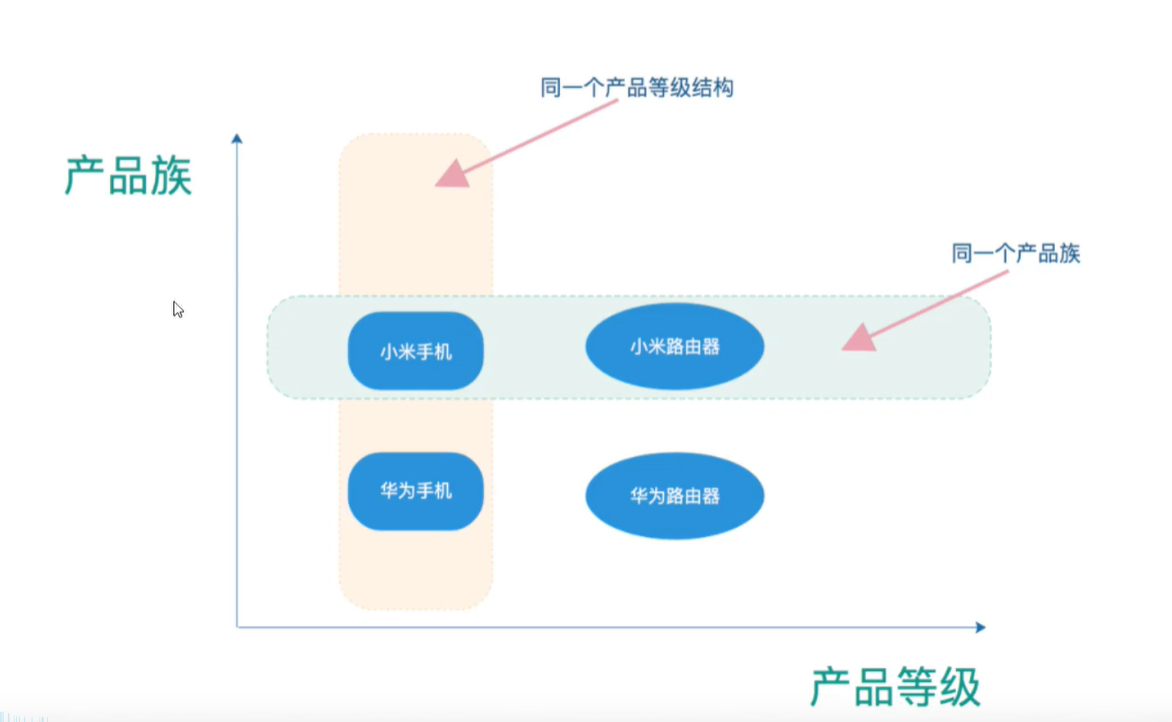 同一个产品等级结构
产品族
同一个产品族
小米手机
小米路由器
华为手机
华为路由器
产品等级